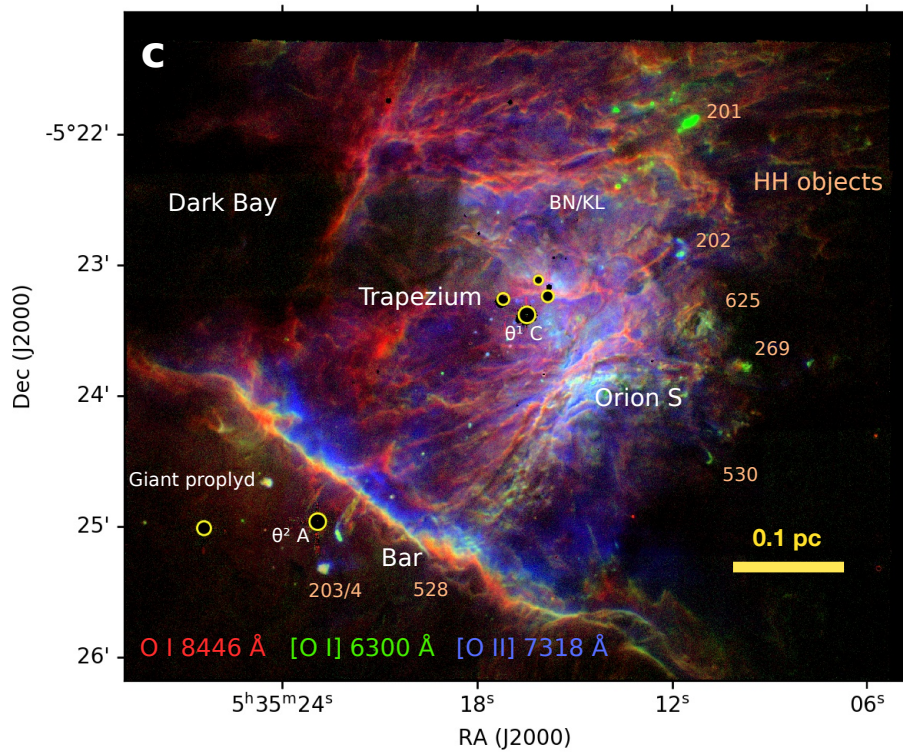 c
-5°22'
201
HH objects
Dark Bay
BN/KL
202
23'
Trapezium
625
θ¹ C
269
24'
Orion S
Giant proplyd
530
25'
θ² A
Bar
0.1 pc
203/4
528
O I 8446 Å [O I] 6300 Å [O II] 7318 Å
26'
Dec (J2000)
5ʰ35ᵐ24ˢ 18ˢ 12ˢ 06ˢ
RA (J2000)